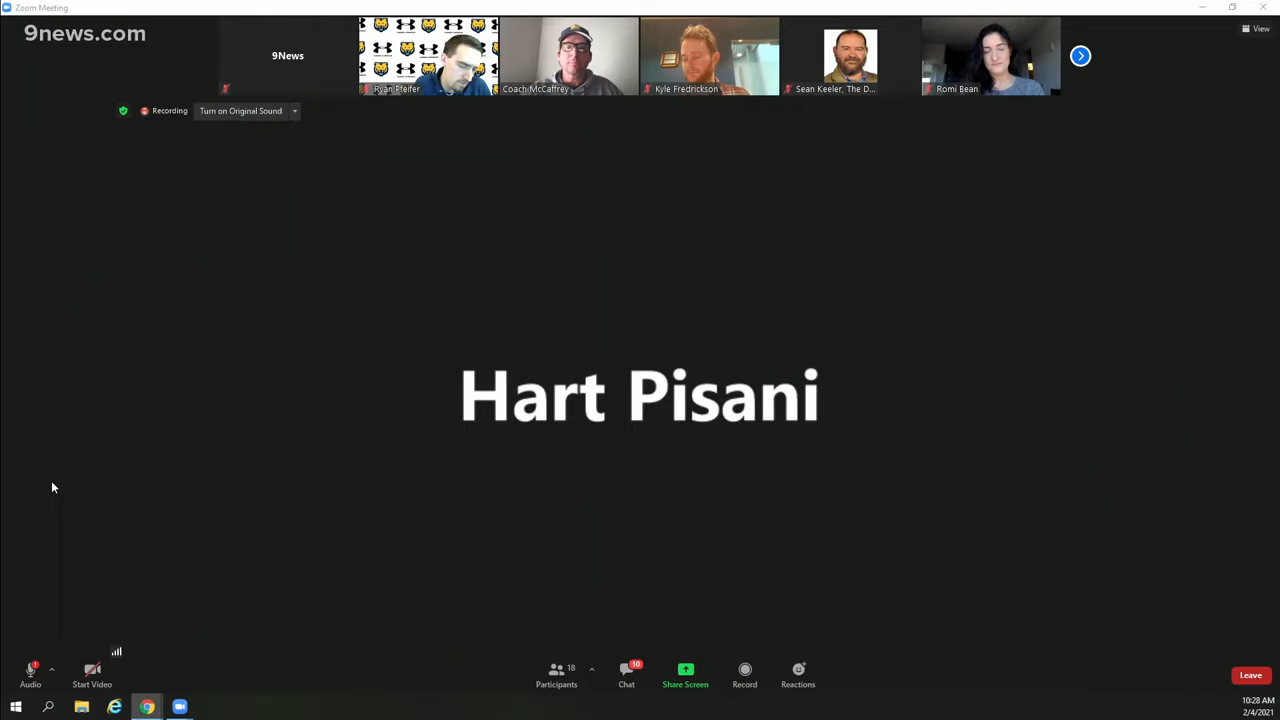 Zoom Meeting
9news.com
9News
Ryan Pfeifer
Coach McCaffrey
Kyle Fredrickson
Sean Keeler, The D...
Romi Bean
View
Recording
Turn on Original Sound
Hart Pisani
Audio
Start Video
Participants
18
Chat
10
Share Screen
Record
Reactions
Leave
10:28 AM
2/4/2021